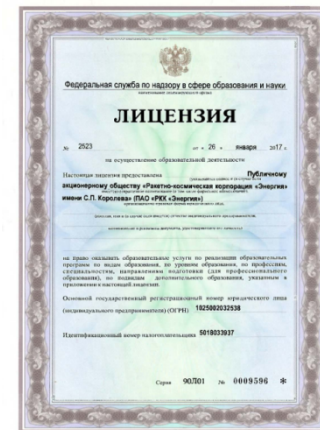 Федеральная служба по надзору в сфере образования и науки
ЛИЦЕНЗИЯ
№ 2523 от « 26 » января 2017 г.
на осуществление образовательной деятельности
Настоящая лицензия предоставлена Публичному
акционерному обществу «Ракетно-космическая корпорация «Энергия»
имени С.П. Королева» (ПАО «РКК «Энергия»)
на право оказывать образовательные услуги по реализации образовательных
программ по видам образования, по уровням образования, по профессиям,
специальностям, направлениям подготовки (для профессионального
образования), по подвидам дополнительного образования, указанным в
приложении к настоящей лицензии.
Основной государственный регистрационный номер юридического лица
(индивидуального предпринимателя) (ОГРН) 1025002032538
Идентификационный номер налогоплательщика 5018033937
Серия 90Л01 № 0009596 *